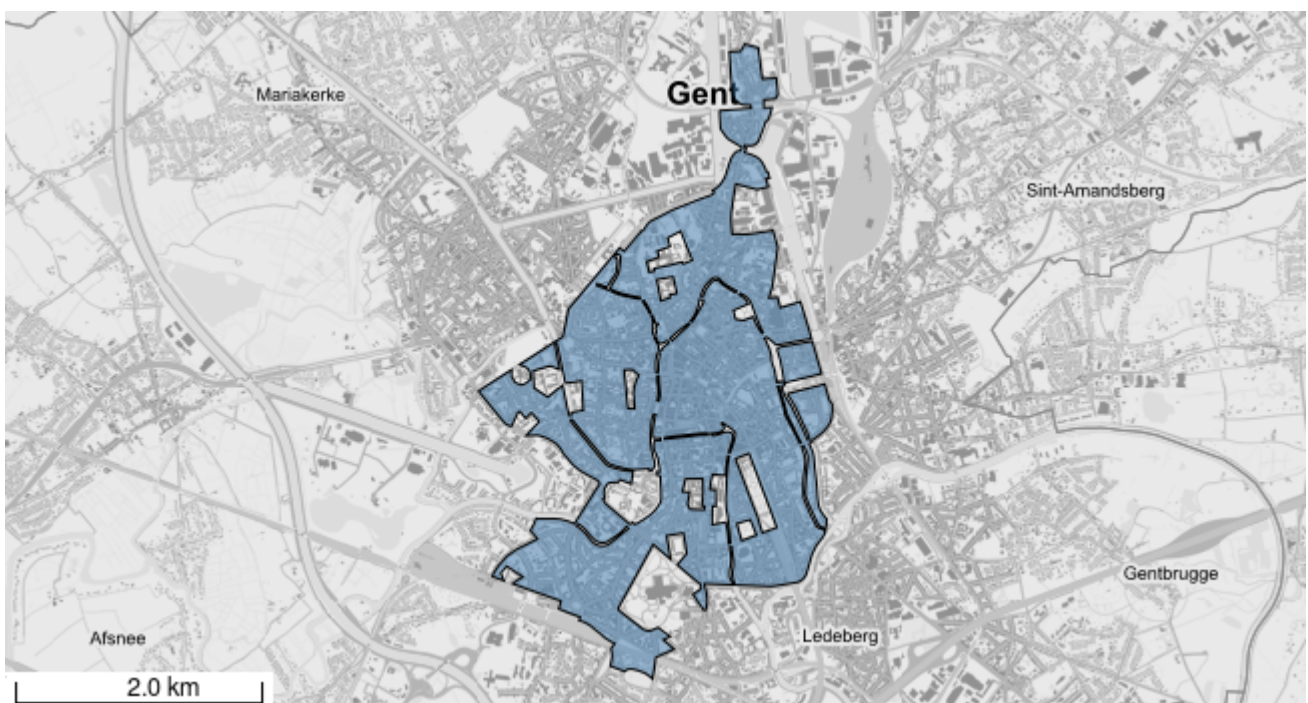 Gent
Mariakerke
Sint-Amandsberg
Gentbrugge
Afsnee
Ledeberg
2.0 km